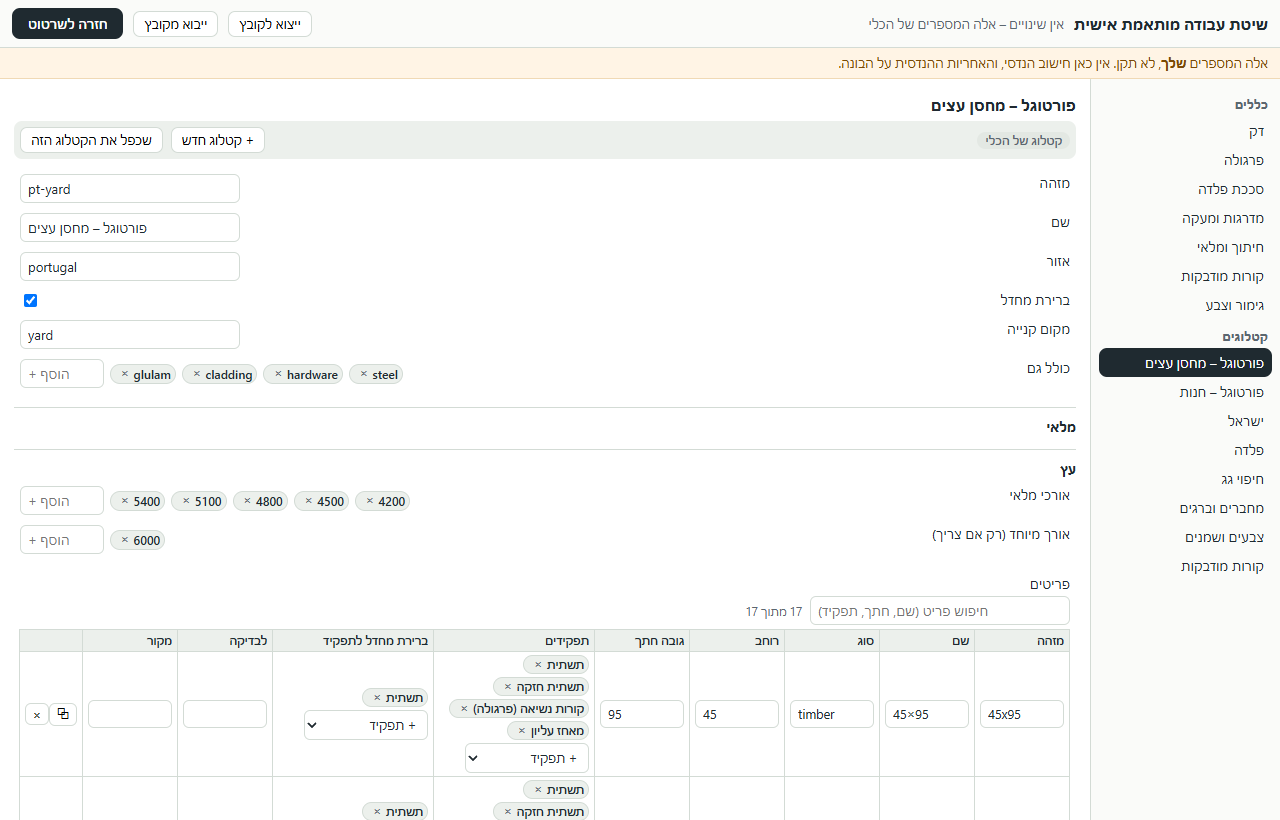 שיטת עבודה מותאמת אישית אין שינויים – אלה המספרים של הכלי ייצוא לקובץ ייבוא מקובץ חזרה לשרטוט
אלה המספרים שלך, לא תקן. אין כאן חישוב הנדסי, והאחריות ההנדסית על הבונה.
כללים
דק
פרגולה
סככת פלדה
מדרגות ומעקה
חיתוך ומלאי
קורות מודבקות
גימור וצבע
קטלוגים
פורטוגל – מחסן עצים
פורטוגל – חנות
ישראל
פלדה
חיפוי גג
מחברים וברגים
צבעים ושמנים
קורות מודבקות
פורטוגל – מחסן עצים
קטלוג של הכלי + קטלוג חדש שכפל את הקטלוג הזה
מזהה pt-yard
שם פורטוגל – מחסן עצים
אזור portugal
ברירת מחדל
מקום קנייה yard
כולל גם steel × hardware × cladding × glulam × הוסף +
מלאי
עץ
אורכי מלאי 4200 × 4500 × 4800 × 5100 × 5400 × הוסף +
אורך מיוחד (רק אם צריך) 6000 × הוסף +
פריטים
חיפוש פריט (שם, חתך, תפקיד) 17 מתוך 17
מזהה שם סוג רוחב גובה חתך תפקידים ברירת מחדל לתפקיד לבדיקה מקור
45x95 45×95 timber 45 95
תשתית ×
תשתית חזקה ×
קורות נשיאה (פרגולה) ×
מאחז עליון ×
+ תפקיד
תשתית ×
+ תפקיד
×
תשתית ×
תשתית חזקה ×
תשתית ×